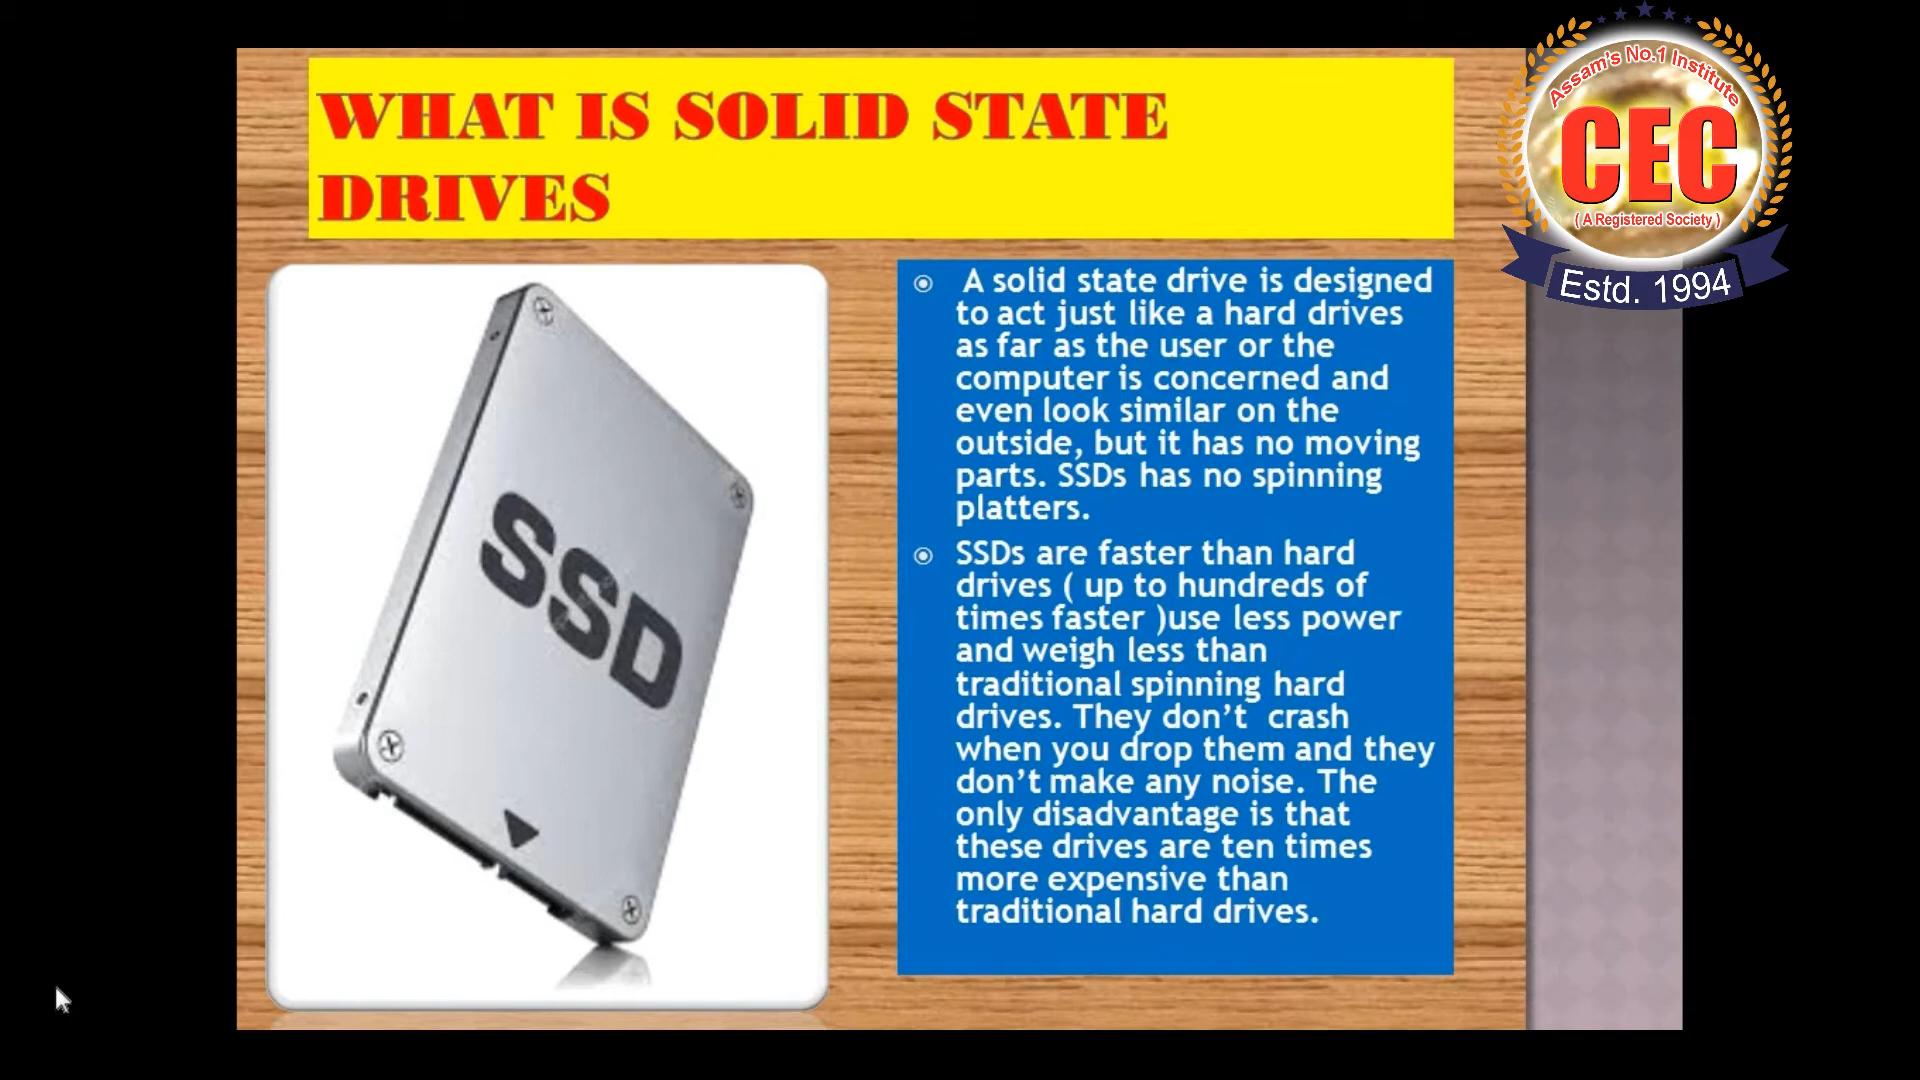 WHAT IS SOLID STATE
DRIVES
Assam's No.1 Institute
CEC
( A Registered Society )
Estd. 1994
SSD
A solid state drive is designed
to act just like a hard drives
as far as the user or the
computer is concerned and
even look similar on the
outside, but it has no moving
parts. SSDs has no spinning
platters.
SSDs are faster than hard
drives ( up to hundreds of
times faster )use less power
and weigh less than
traditional spinning hard
drives. They don’t  crash
when you drop them and they
don’t make any noise. The
only disadvantage is that
these drives are ten times
more expensive than
traditional hard drives.